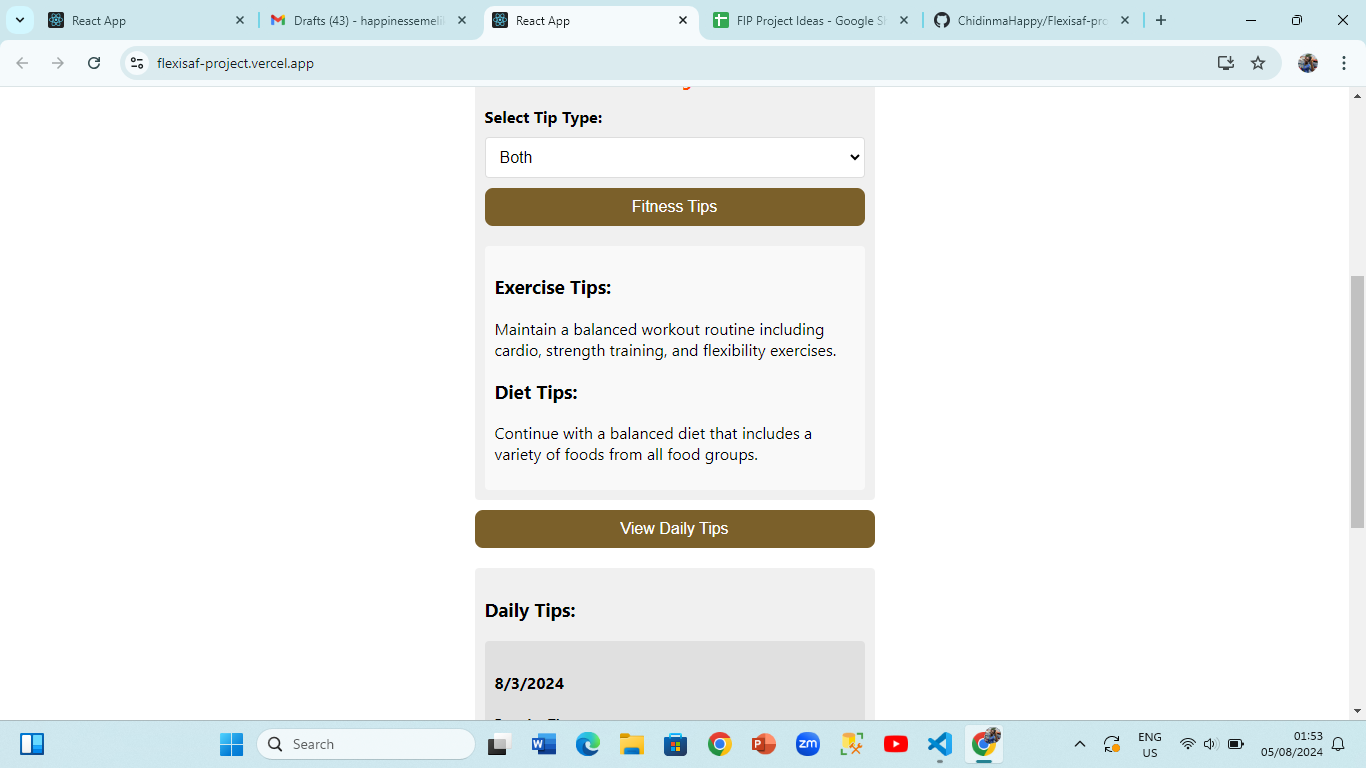 React App
Drafts (43) - happinessemeli
React App
FIP Project Ideas - Google Sh
ChidinmaHappy/Flexisaf-pro
flexisaf-project.vercel.app
Select Tip Type:
Both
Fitness Tips
Exercise Tips:
Maintain a balanced workout routine including
cardio, strength training, and flexibility exercises.
Diet Tips:
Continue with a balanced diet that includes a
variety of foods from all food groups.
View Daily Tips
Daily Tips:
8/3/2024
Search
zm
ENG
US
01:53
05/08/2024